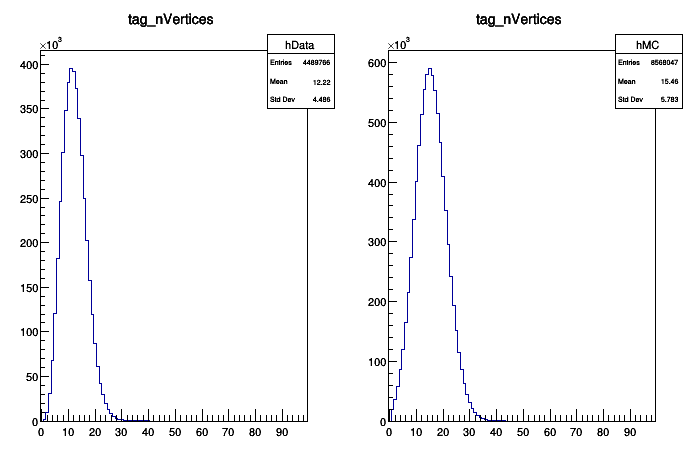 tag_nVertices
×10³
hData
Entries 4489766
Mean 12.22
Std Dev 4.486
400
350
300
250
200
150
100
50
0
0 10 20 30 40 50 60 70 80 90
tag_nVertices
×10³
hMC
Entries 6568047
Mean 15.46
Std Dev 5.783
600
500
400
300
200
100
0
0 10 20 30 40 50 60 70 80 90